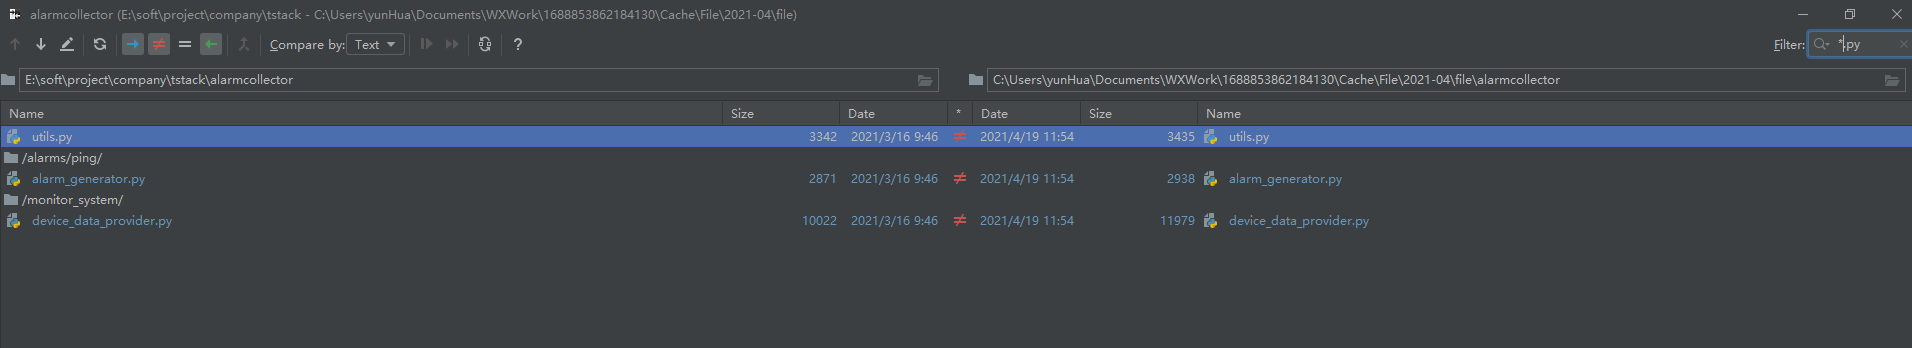 alarmcollector (E:\soft\project\company\tstack - C:\Users\yunHua\Documents\WXWork\1688853862184130\Cache\File\2021-04\file)
Compare by: Text ? Filter: *.py
E:\soft\project\company\tstack\alarmcollector C:\Users\yunHua\Documents\WXWork\1688853862184130\Cache\File\2021-04\file\alarmcollector
Name Size Date * Date Size Name
utils.py 3342 2021/3/16 9:46 ≠ 2021/4/19 11:54 3435 utils.py
/alarms/ping/
alarm_generator.py 2871 2021/3/16 9:46 ≠ 2021/4/19 11:54 2938 alarm_generator.py
/monitor_system/
device_data_provider.py 10022 2021/3/16 9:46 ≠ 2021/4/19 11:54 11979 device_data_provider.py